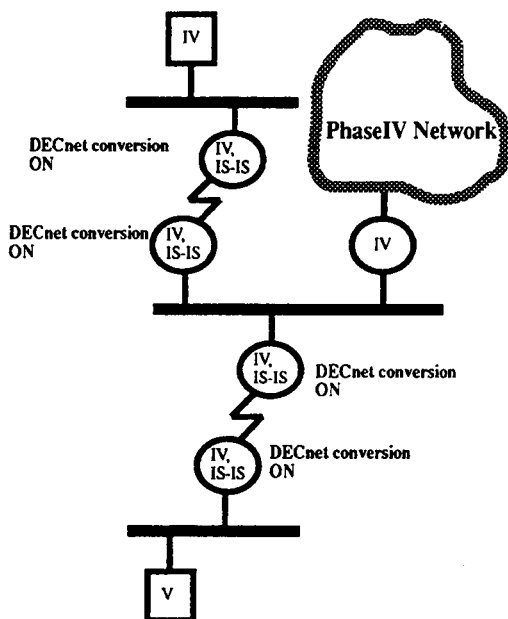 IV
PhaseIV Network
DECnet conversion
ON
IV,
IS-IS
DECnet conversion
ON
IV,
IS-IS
IV
IV,
IS-IS
DECnet conversion
ON
IV,
IS-IS
DECnet conversion
ON
V